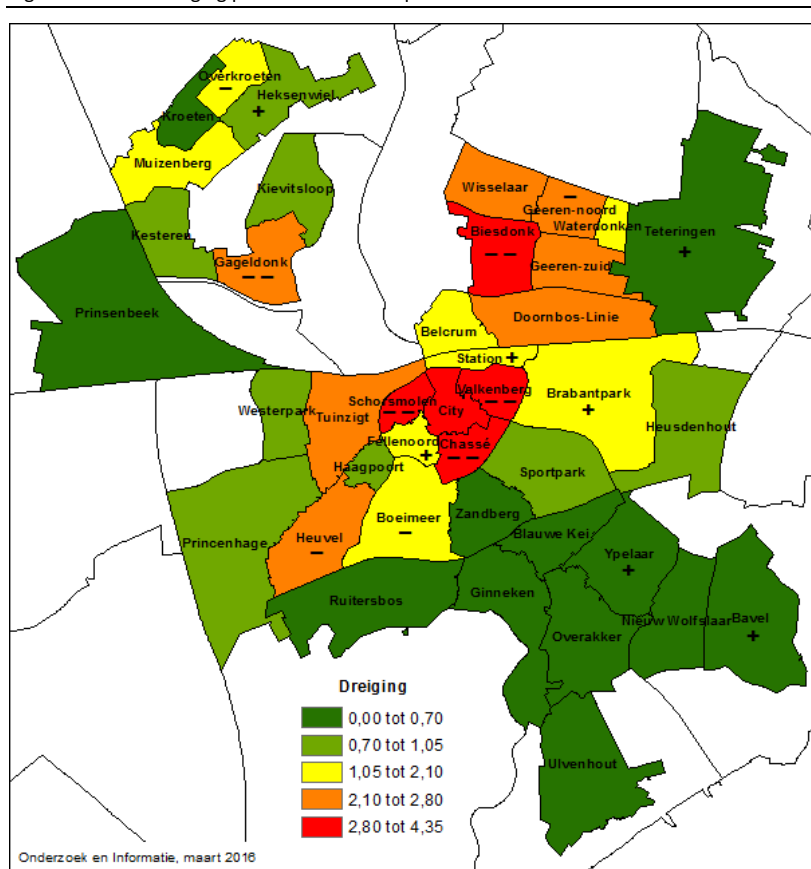 Overkroeten
−
Heksenwiel
+
Kroeten
Muizenberg
Kievitsloop
Kesteren
Gageldonk
− −
Prinsenbeek
Wisselaar
−
Geeren-noord
Waterdonken
Biesdonk
− −
Teteringen
+
Geeren-zuid
Doornbos-Linie
Belcrum
Station +
Westerpark
Tuinzigt
Schorsmolen
− −
City
Valkenberg
− −
Brabantpark
+
Heusdenhout
Fellenoord
+
Chassé
− −
Haagpoort
Sportpark
Princenhage
Heuvel
−
Boeimeer
−
Zandberg
Blauwe Kei
Ypelaar
+
Ruitersbos
Ginneken
Overakker
Nieuw Wolfslaar
Bavel
+
Ulvenhout
Dreiging
0,00 tot 0,70
0,70 tot 1,05
1,05 tot 2,10
2,10 tot 2,80
2,80 tot 4,35
Onderzoek en Informatie, maart 2016